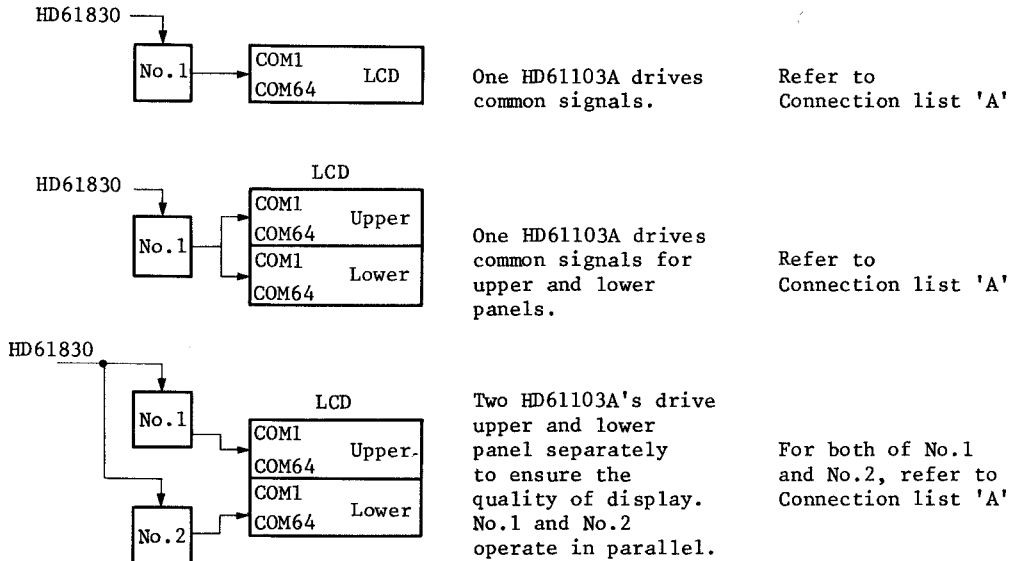 HD61830
No.1
COM1
COM64
LCD
One HD61103A drives
common signals.
Refer to
Connection list 'A'
HD61830
No.1
LCD
COM1
COM64
Upper
COM1
COM64
Lower
One HD61103A drives
common signals for
upper and lower
panels.
Refer to
Connection list 'A'
HD61830
No.1
No.2
LCD
COM1
COM64
Upper
COM1
COM64
Lower
Two HD61103A's drive
upper and lower
panel separately
to ensure the
quality of display.
No.1 and No.2
operate in parallel.
For both of No.1
and No.2, refer to
Connection list 'A'